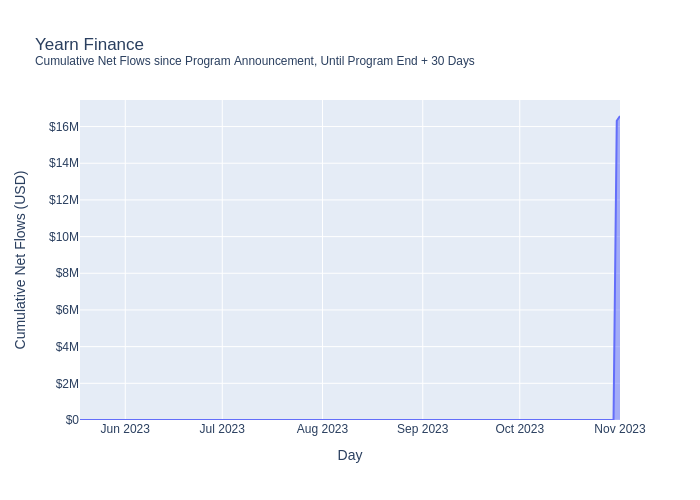 Yearn Finance
Cumulative Net Flows since Program Announcement, Until Program End + 30 Days
Cumulative Net Flows (USD)
$16M
$14M
$12M
$10M
$8M
$6M
$4M
$2M
$0
Jun 2023 Jul 2023 Aug 2023 Sep 2023 Oct 2023 Nov 2023
Day